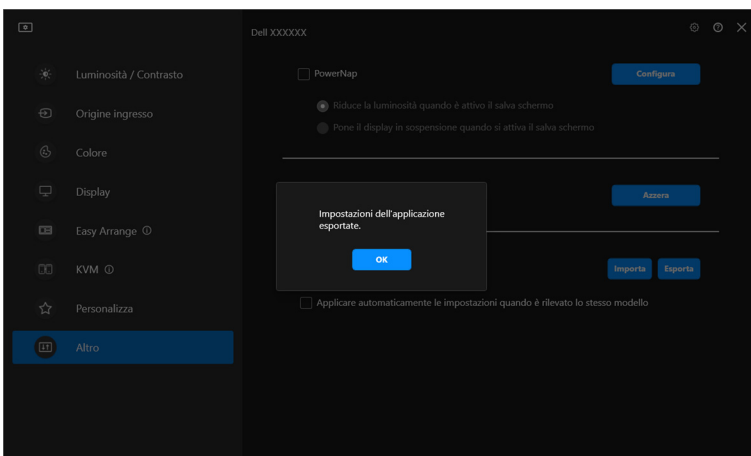 Dell XXXXXX
Luminosità / Contrasto
PowerNap
Configura
Riduce la luminosità quando è attivo il salva schermo
Origine ingresso
Pone il display in sospensione quando si attiva il salva schermo
Colore
Display
Azzera
Impostazioni dell'applicazione
esportate.
Easy Arrange
OK
KVM
Importa Esporta
Personalizza
Applicare automaticamente le impostazioni quando è rilevato lo stesso modello
Altro